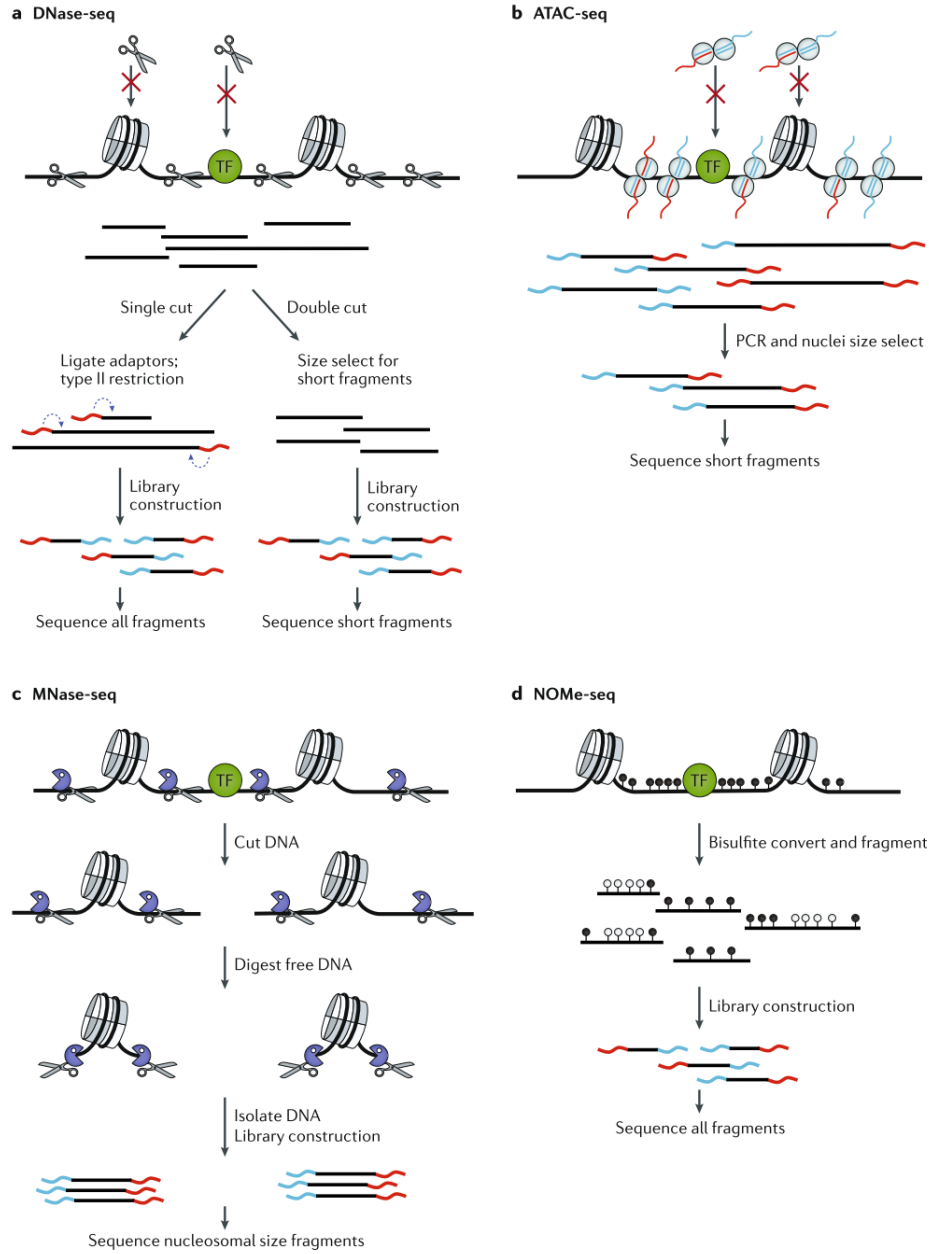 a DNase-seq
TF
Single cut
Double cut
Ligate adaptors;
type II restriction
Size select for
short fragments
Library
construction
Library
construction
Sequence all fragments
Sequence short fragments
b ATAC-seq
TF
PCR and nuclei size select
Sequence short fragments
c MNase-seq
TF
Cut DNA
Digest free DNA
Isolate DNA
Library construction
Sequence nucleosomal size fragments
d NOMe-seq
TF
Bisulfite convert and fragment
Library construction
Sequence all fragments